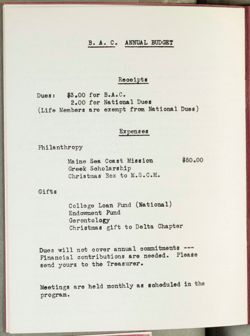 B. A. C. ANNUAL BUDGET
Receipts
Dues: $3.00 for B.A.C.
2.00 for National Dues
(Life Members are exempt from National Dues)
Expenses
Philanthropy
Maine Sea Coast Mission $50.00
Greek Scholarship
Christmas Box to M.S.C.M.
Gifts
College Loan Fund (National)
Endowment Fund
Gerontology
Christmas gift to Delta Chapter
Dues will not cover annual commitments ---
Financial contributions are needed. Please
send yours to the Treasurer.
Meetings are held monthly as scheduled in the
program.